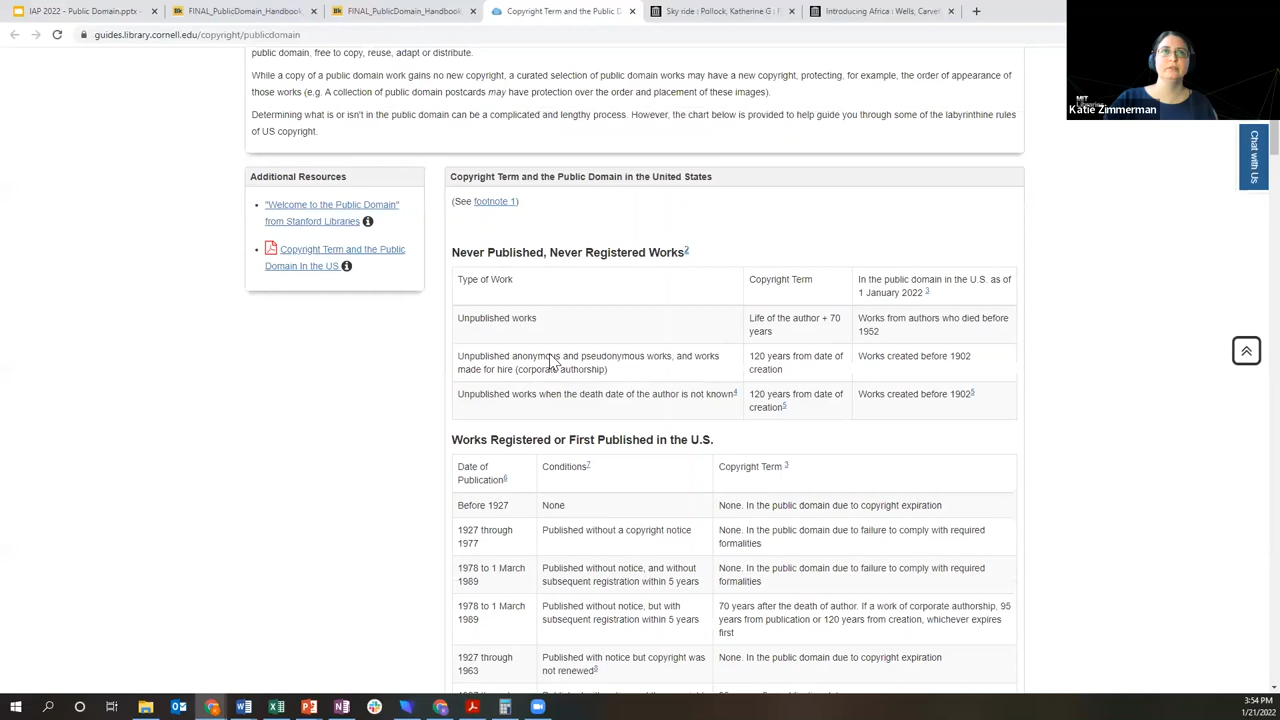 IAP 2022 - Public Domain.pptx -
FINAL_PublicDomain_Handbook
FINAL_PublicDomain_Handbook
Copyright Term and the Public D
Sky ride : Pollock, Katherine G : F
Introducing Africa : Wells, Carvet
guides.library.cornell.edu/copyright/publicdomain
public domain, free to copy, reuse, adapt or distribute.
While a copy of a public domain work gains no new copyright, a curated selection of public domain works may have a new copyright, protecting, for example, the order of appearance of
those works (e.g. A collection of public domain postcards may have protection over the order and placement of these images).
Determining what is or isn't in the public domain can be a complicated and lengthy process. However, the chart below is provided to help guide you through some of the labyrinthine rules
of US copyright.
MIT
Libraries
Katie Zimmerman
Chat with Us
Additional Resources
"Welcome to the Public Domain"
from Stanford Libraries
Copyright Term and the Public
Domain In the US
Copyright Term and the Public Domain in the United States
(See footnote 1)
Never Published, Never Registered Works2
Type of Work
Copyright Term
In the public domain in the U.S. as of
1 January 2022 3
Unpublished works
Life of the author + 70
years
Works from authors who died before
1952
Unpublished anonymous and pseudonymous works, and works
made for hire (corporate authorship)
120 years from date of
creation
Works created before 1902
Unpublished works when the death date of the author is not known4
120 years from date of
creation5
Works created before 19025
Works Registered or First Published in the U.S.
Date of
Publication6
Conditions7
Copyright Term 3
Before 1927
None
None. In the public domain due to copyright expiration
1927 through
1977
Published without a copyright notice
None. In the public domain due to failure to comply with required
formalities
1978 to 1 March
1989
Published without notice, and without
subsequent registration within 5 years
None. In the public domain due to failure to comply with required
formalities
1978 to 1 March
1989
Published without notice, but with
subsequent registration within 5 years
70 years after the death of author. If a work of corporate authorship, 95
years from publication or 120 years from creation, whichever expires
first
1927 through
1963
Published with notice but copyright was
not renewed8
None. In the public domain due to copyright expiration
3:54 PM
1/21/2022